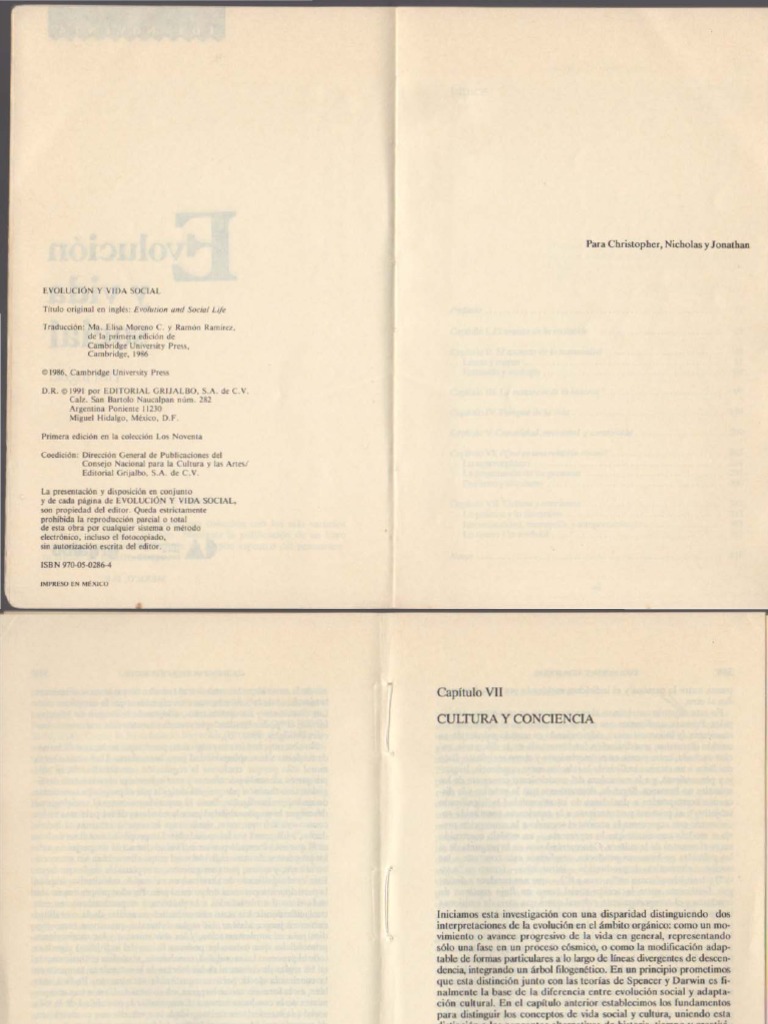 EVOLUCIÓN Y VIDA SOCIAL
Título original en inglés: Evolution and Social Life
Traducción: Ma. Elisa Moreno C. y Ramón Ramírez,
de la primera edición de
Cambridge University Press,
Cambridge, 1986
© 1986, Cambridge University Press
D.R. © 1991 por EDITORIAL GRIJALBO, S.A. de C.V.
Calz. San Bartolo Naucalpan núm. 282
Argentina Poniente 11230
Miguel Hidalgo, México, D.F.
Primera edición en la colección Los Noventa
Coedición: Dirección General de Publicaciones del
Consejo Nacional para la Cultura y las Artes/
Editorial Grijalbo, S.A. de C.V.
La presentación y disposición en conjunto
y de cada página de EVOLUCIÓN Y VIDA SOCIAL,
son propiedad del editor. Queda estrictamente
prohibida la reproducción parcial o total
de esta obra por cualquier sistema o método
electrónico, incluso el fotocopiado,
sin autorización escrita del editor.
ISBN 970-05-0286-4
IMPRESO EN MÉXICO
Para Christopher, Nicholas y Jonathan
Capítulo VII
CULTURA Y CONCIENCIA
Iniciamos esta investigación con una disparidad distinguiendo dos
interpretaciones de la evolución en el ámbito orgánico: como un mo-
vimiento o avance progresivo de la vida en general, representando
sólo una fase en un proceso cósmico, o como la modificación adap-
table de formas particulares a lo largo de líneas divergentes de descen-
dencia, integrando un árbol filogenético. En un principio prometimos
que esta distinción junto con las teorías de Spencer y Darwin es fi-
nalmente la base de la diferencia entre evolución social y adapta-
ción cultural. En el capítulo anterior establecimos los fundamentos
para distinguir los conceptos de vida social y cultura, uniendo esta